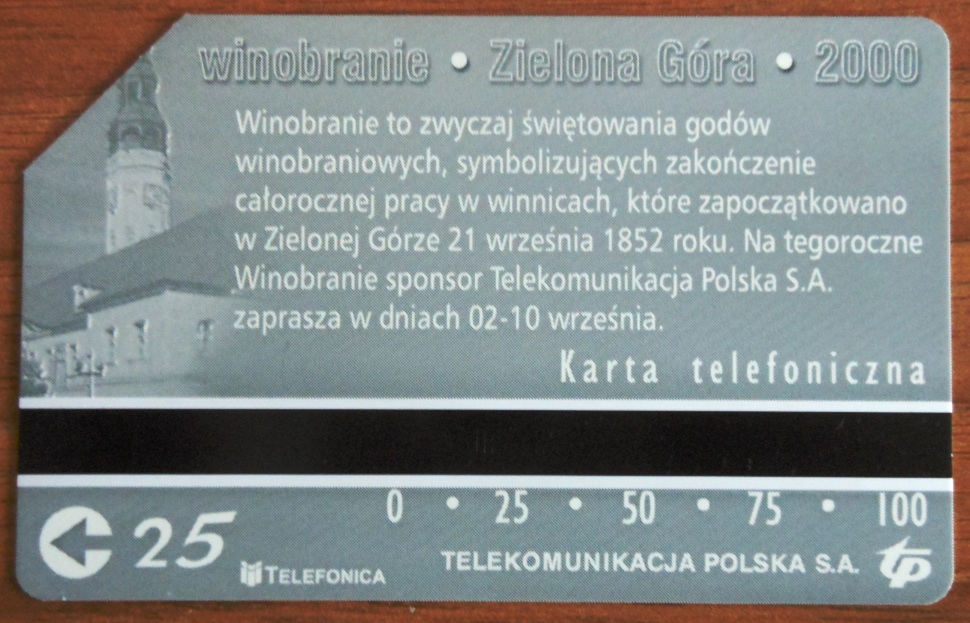 winobranie • Zielona Góra • 2000
Winobranie to zwyczaj świętowania godów
winobraniowych, symbolizujących zakończenie
całorocznej pracy w winnicach, które zapoczątkowano
w Zielonej Górze 21 września 1852 roku. Na tegoroczne
Winobranie sponsor Telekomunikacja Polska S.A.
zaprasza w dniach 02-10 września.
Karta telefoniczna
0 • 25 • 50 • 75 • 100
25
TELEFONICA
TELEKOMUNIKACJA POLSKA S.A. tp